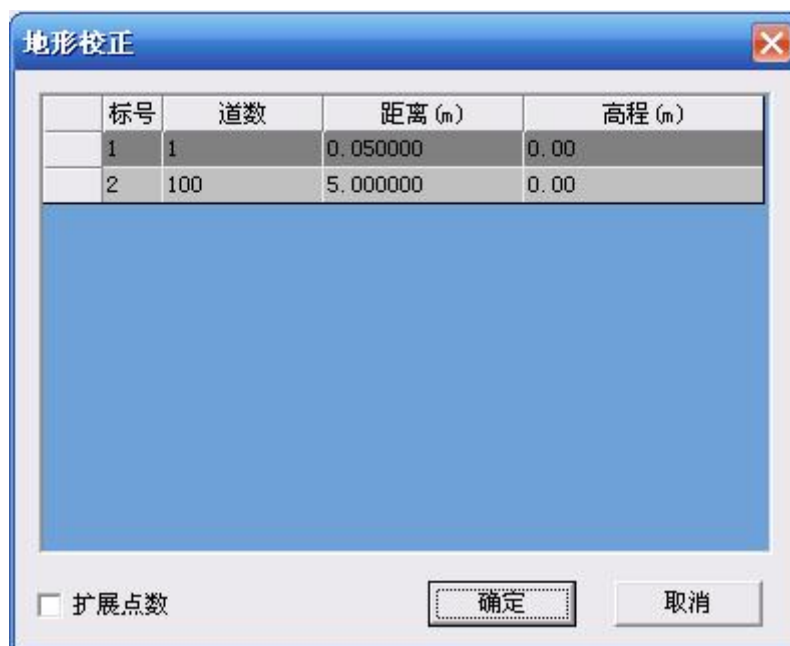 地形校正
标号 道数 距离(m) 高程(m)
1 1 0.050000 0.00
2 100 5.000000 0.00
扩展点数 确定 取消